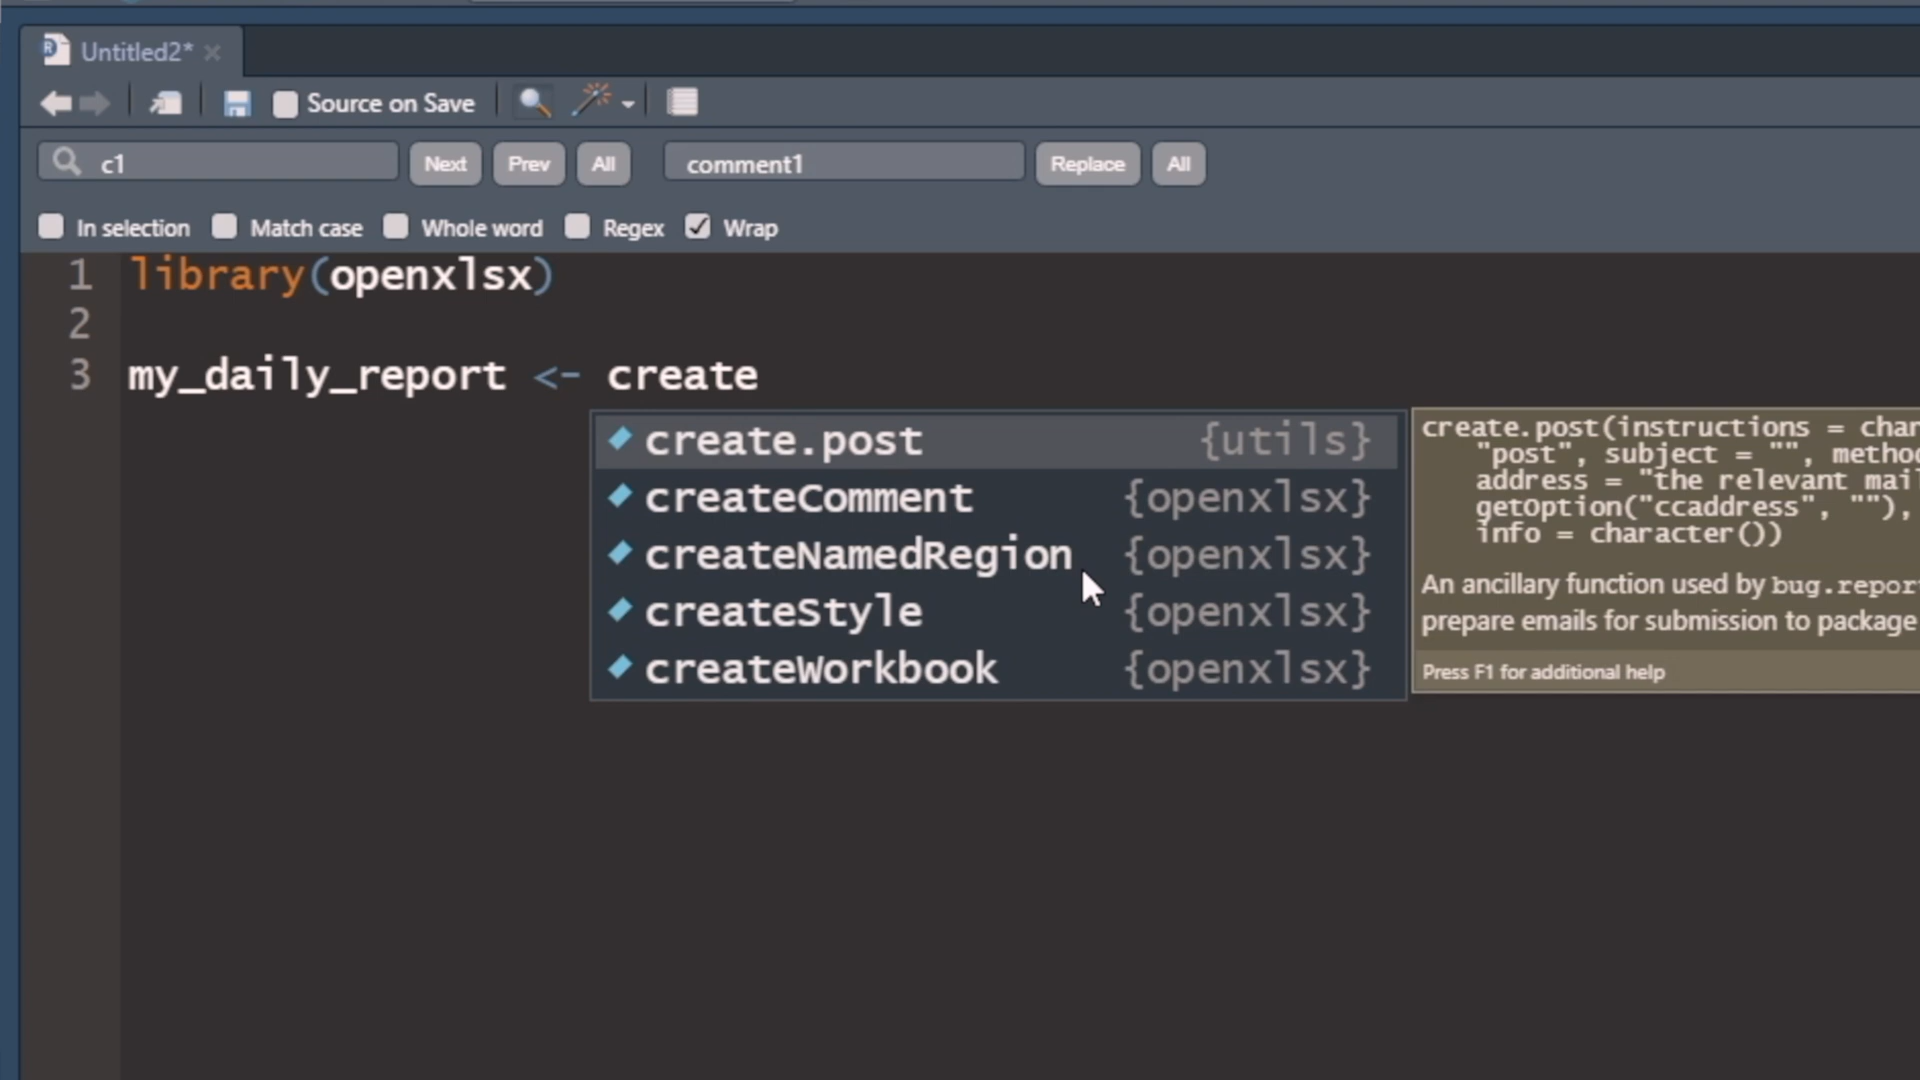 Untitled2*
Source on Save
c1 Next Prev All comment1 Replace All
In selection Match case Whole word Regex Wrap
1 library(openxlsx)
2
3 my_daily_report <- create
create.post {utils}
createComment {openxlsx}
createNamedRegion {openxlsx}
createStyle {openxlsx}
createWorkbook {openxlsx}
create.post(instructions = char
"post", subject = "", metho
address = "the relevant mail
getOption("ccaddress", ""),
info = character())
An ancillary function used by bug.repor
prepare emails for submission to package
Press F1 for additional help